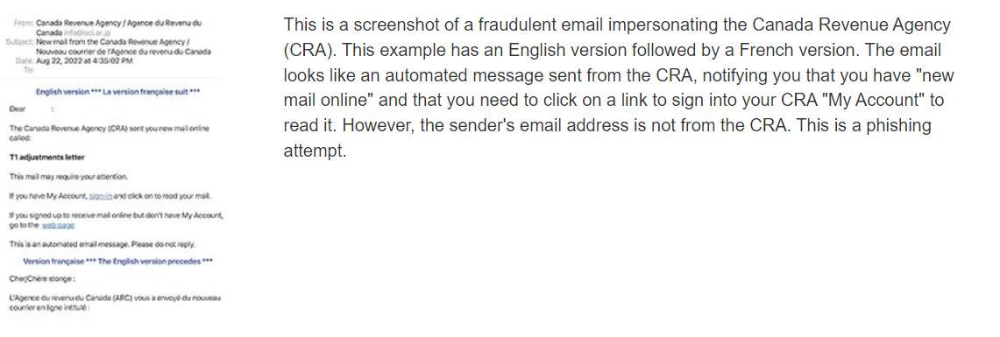 From: Canada Revenue Agency / Agence du Revenu du
Canada info@oci.or.jp
Subject: New mail from the Canada Revenue Agency /
Nouveau courrier de l'Agence du revenu du Canada
Date: Aug 22, 2022 at 4:35:02 PM
To:
English version *** La version française suit ***
Dear :
The Canada Revenue Agency (CRA) sent you new mail online
called:
T1 adjustments letter
This mail may require your attention.
If you have My Account, sign-in and click on to read your mail.
If you signed up to receive mail online but don't have My Account,
go to the web page
This is an automated email message. Please do not reply.
Version française *** The English version precedes ***
Cher/Chère stonge :
L'Agence du revenu du Canada (ARC) vous a envoyé du nouveau
courrier en ligne intitulé :
This is a screenshot of a fraudulent email impersonating the Canada Revenue Agency
(CRA). This example has an English version followed by a French version. The email
looks like an automated message sent from the CRA, notifying you that you have "new
mail online" and that you need to click on a link to sign into your CRA "My Account" to
read it. However, the sender's email address is not from the CRA. This is a phishing
attempt.